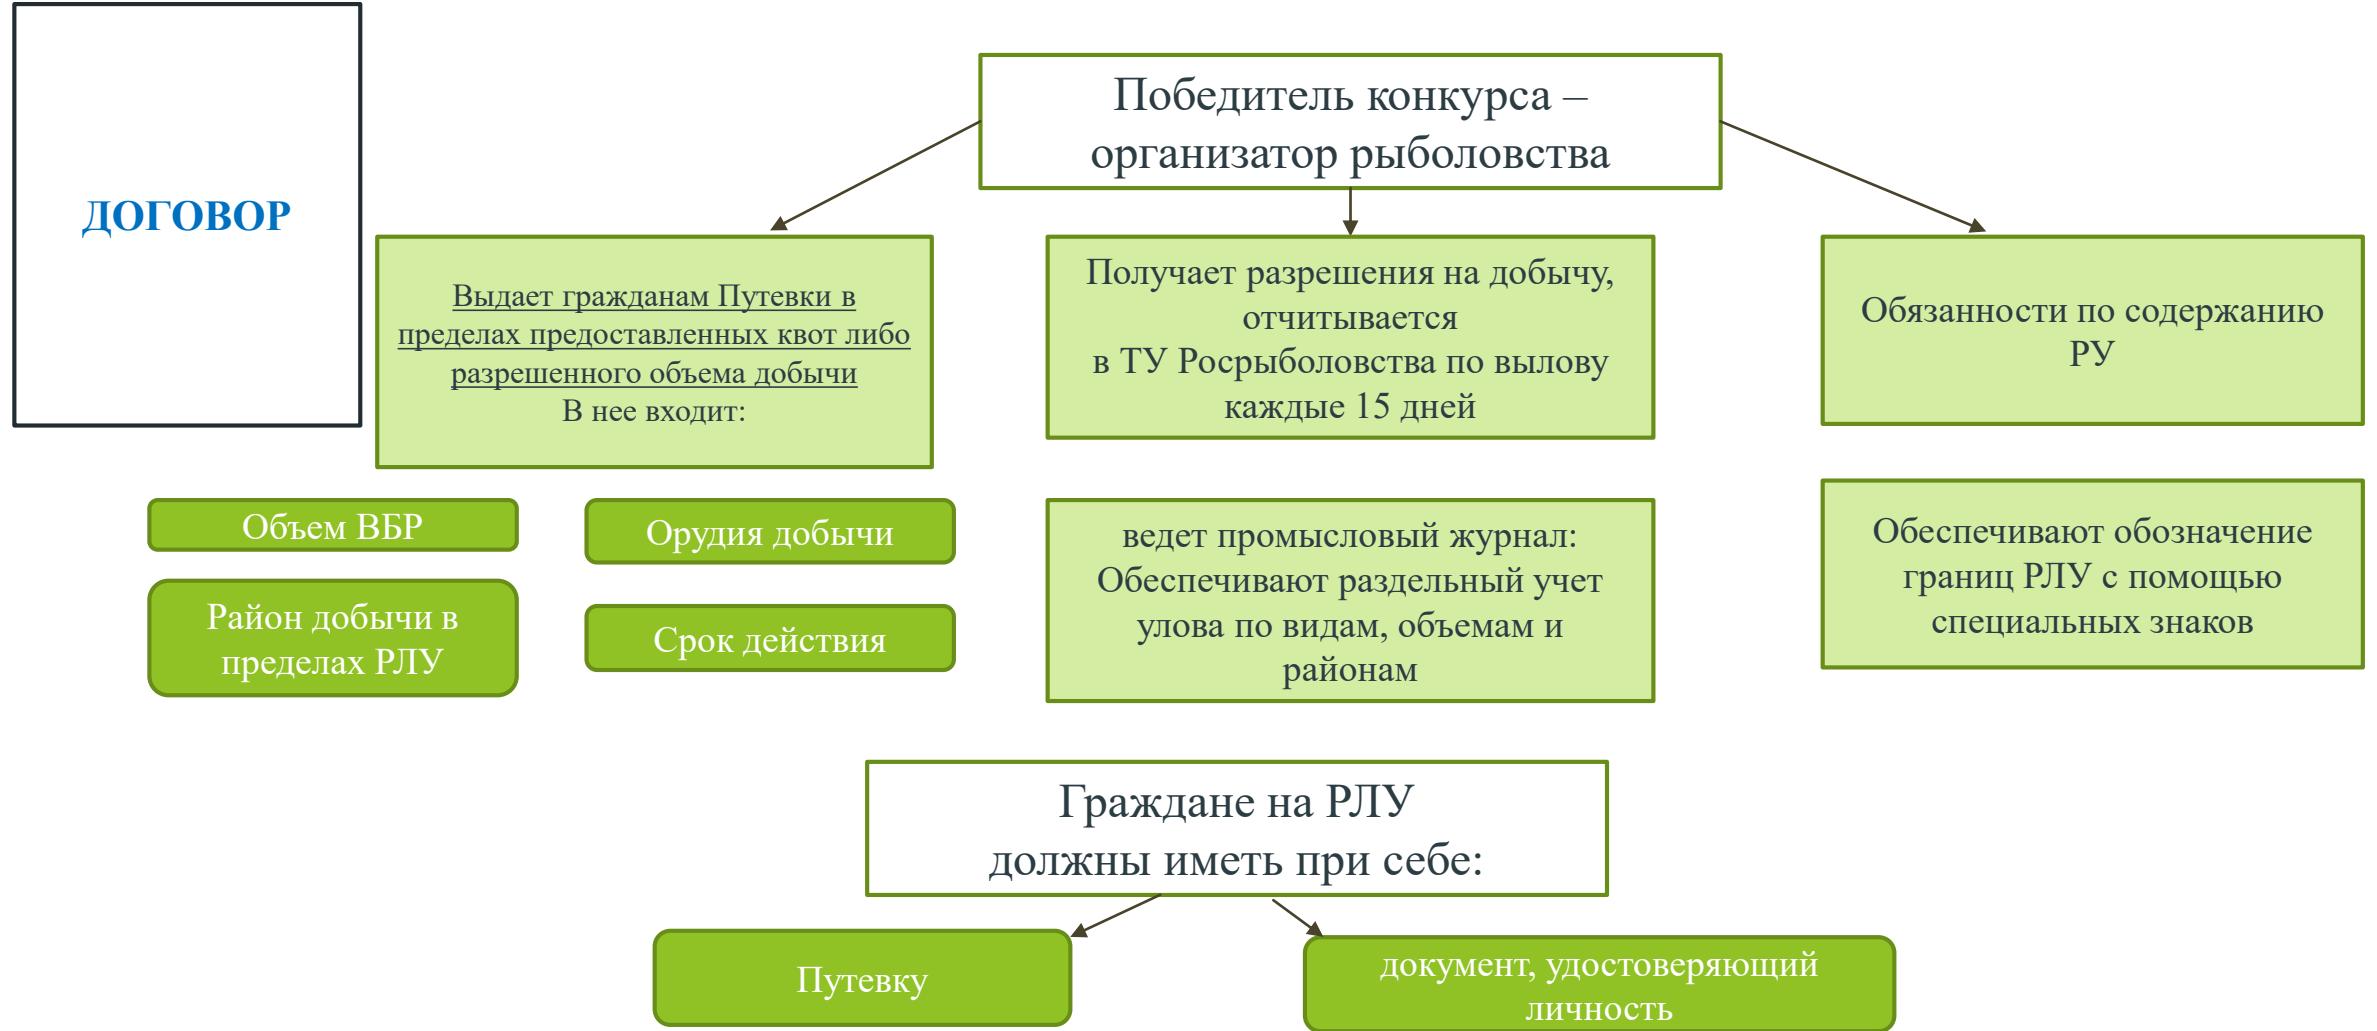 ДОГОВОР
Победитель конкурса –
организатор рыболовства
Выдает гражданам Путевки в
пределах предоставленных квот либо
разрешенного объема добычи
В нее входит:
Получает разрешения на добычу,
отчитывается
в ТУ Росрыболовства по вылову
каждые 15 дней
Обязанности по содержанию
РУ
Объем ВБР
Орудия добычи
Район добычи в
пределах РЛУ
Срок действия
ведет промысловый журнал:
Обеспечивают раздельный учет
улова по видам, объемам и
районам
Обеспечивают обозначение
границ РЛУ с помощью
специальных знаков
Граждане на РЛУ
должны иметь при себе:
Путевку
документ, удостоверяющий
личность